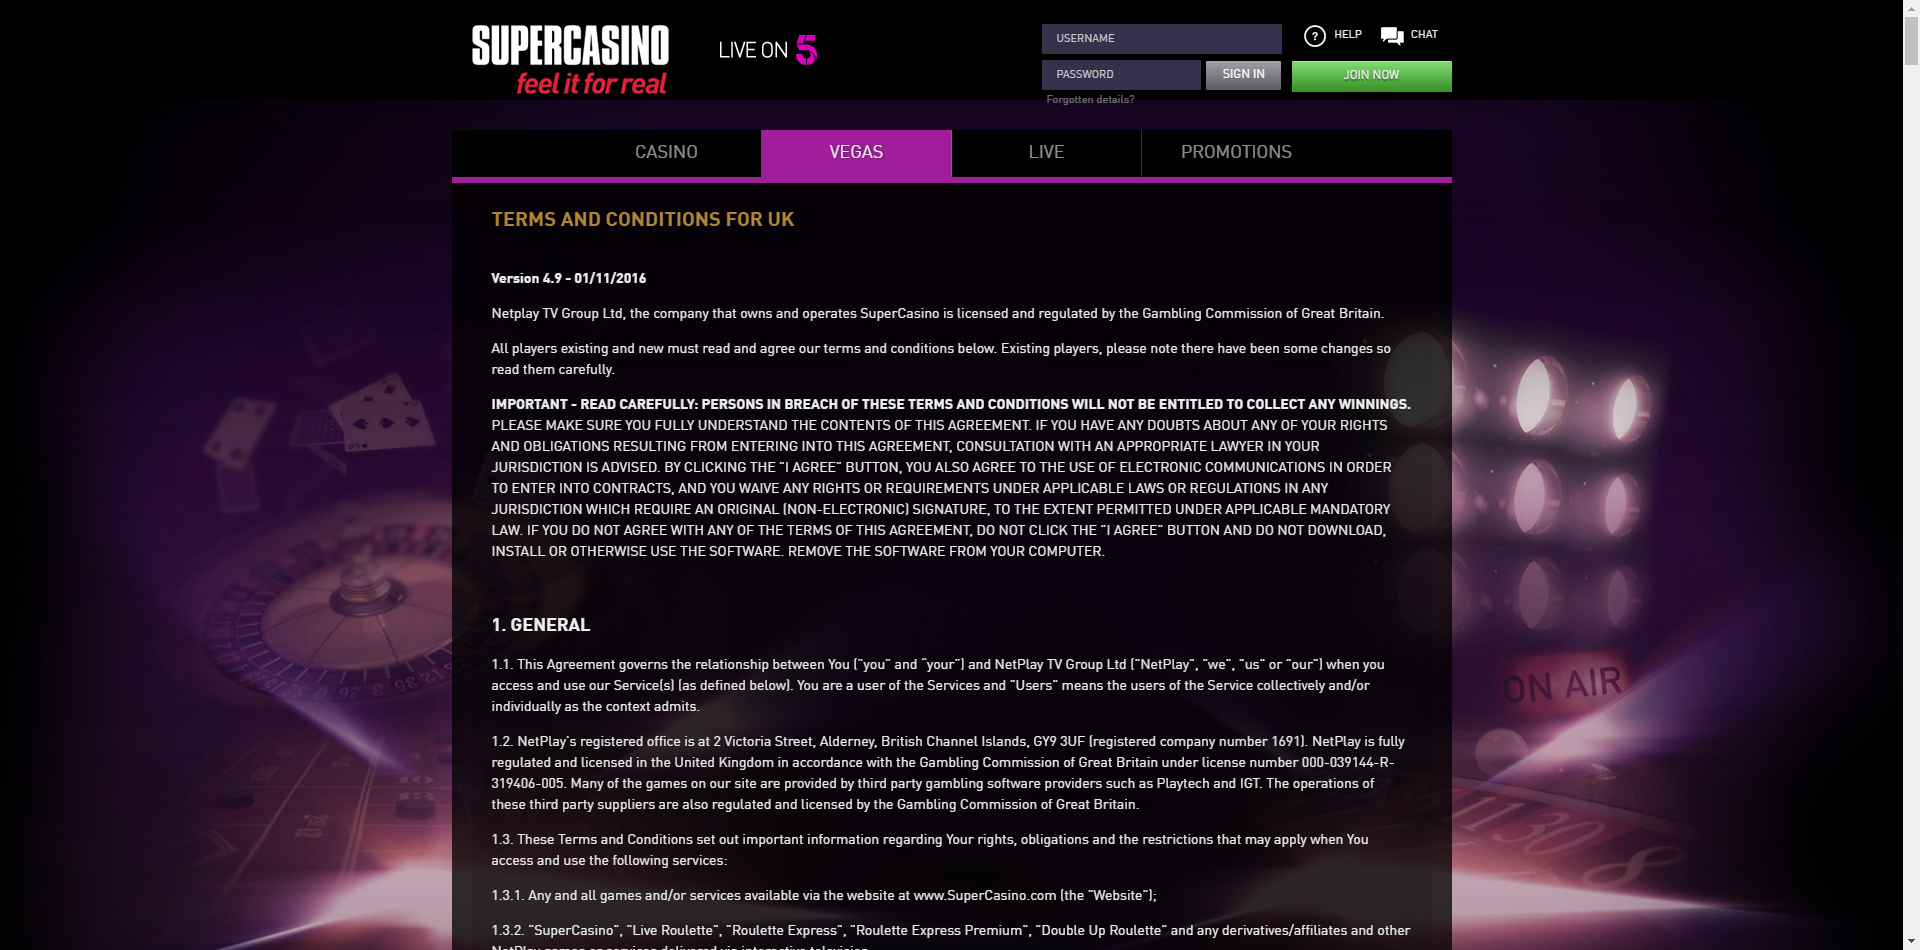 SUPERCASINO
feel it for real
LIVE ON 5
USERNAME
PASSWORD
SIGN IN
Forgotten details?
? HELP
CHAT
JOIN NOW
CASINO
VEGAS
LIVE
PROMOTIONS
TERMS AND CONDITIONS FOR UK
Version 4.9 - 01/11/2016
Netplay TV Group Ltd, the company that owns and operates SuperCasino is licensed and regulated by the Gambling Commission of Great Britain.
All players existing and new must read and agree our terms and conditions below. Existing players, please note there have been some changes so
read them carefully.
IMPORTANT - READ CAREFULLY: PERSONS IN BREACH OF THESE TERMS AND CONDITIONS WILL NOT BE ENTITLED TO COLLECT ANY WINNINGS.
PLEASE MAKE SURE YOU FULLY UNDERSTAND THE CONTENTS OF THIS AGREEMENT. IF YOU HAVE ANY DOUBTS ABOUT ANY OF YOUR RIGHTS
AND OBLIGATIONS RESULTING FROM ENTERING INTO THIS AGREEMENT, CONSULTATION WITH AN APPROPRIATE LAWYER IN YOUR
JURISDICTION IS ADVISED. BY CLICKING THE "I AGREE" BUTTON, YOU ALSO AGREE TO THE USE OF ELECTRONIC COMMUNICATIONS IN ORDER
TO ENTER INTO CONTRACTS, AND YOU WAIVE ANY RIGHTS OR REQUIREMENTS UNDER APPLICABLE LAWS OR REGULATIONS IN ANY
JURISDICTION WHICH REQUIRE AN ORIGINAL (NON-ELECTRONIC) SIGNATURE, TO THE EXTENT PERMITTED UNDER APPLICABLE MANDATORY
LAW. IF YOU DO NOT AGREE WITH ANY OF THE TERMS OF THIS AGREEMENT, DO NOT CLICK THE "I AGREE" BUTTON AND DO NOT DOWNLOAD,
INSTALL OR OTHERWISE USE THE SOFTWARE. REMOVE THE SOFTWARE FROM YOUR COMPUTER.
1. GENERAL
1.1. This Agreement governs the relationship between You ("you" and "your") and NetPlay TV Group Ltd ("NetPlay", "we", "us" or "our") when you
access and use our Service(s) (as defined below). You are a user of the Services and "Users" means the users of the Service collectively and/or
individually as the context admits.
1.2. NetPlay's registered office is at 2 Victoria Street, Alderney, British Channel Islands, GY9 3UF (registered company number 1691). NetPlay is fully
regulated and licensed in the United Kingdom in accordance with the Gambling Commission of Great Britain under license number 000-039144-R-
319406-005. Many of the games on our site are provided by third party gambling software providers such as Playtech and IGT. The operations of
these third party suppliers are also regulated and licensed by the Gambling Commission of Great Britain.
1.3. These Terms and Conditions set out important information regarding Your rights, obligations and the restrictions that may apply when You
access and use the following services:
1.3.1. Any and all games and/or services available via the website at www.SuperCasino.com (the "Website");
1.3.2. "SuperCasino", "Live Roulette", "Roulette Express", "Roulette Express Premium", "Double Up Roulette" and any derivatives/affiliates and other
NetPlay games or services delivered via interactive television
ON AIR